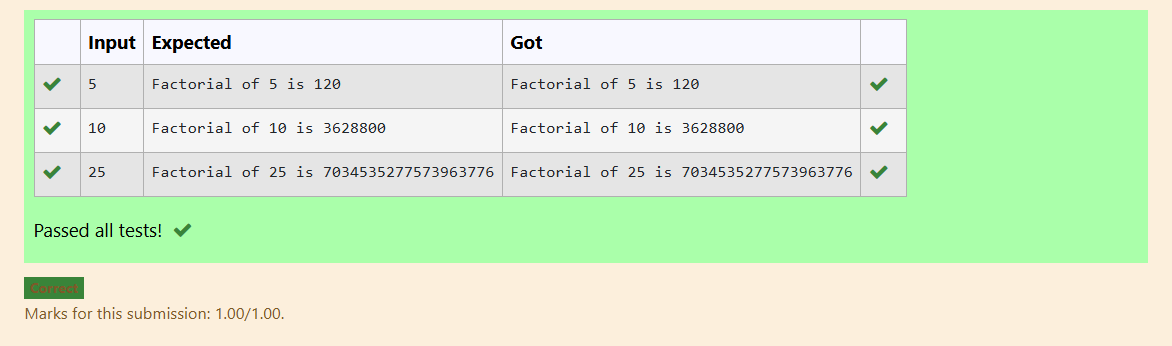 Input Expected Got
5 Factorial of 5 is 120 Factorial of 5 is 120
10 Factorial of 10 is 3628800 Factorial of 10 is 3628800
25 Factorial of 25 is 7034535277573963776 Factorial of 25 is 7034535277573963776
Passed all tests!
Correct
Marks for this submission: 1.00/1.00.